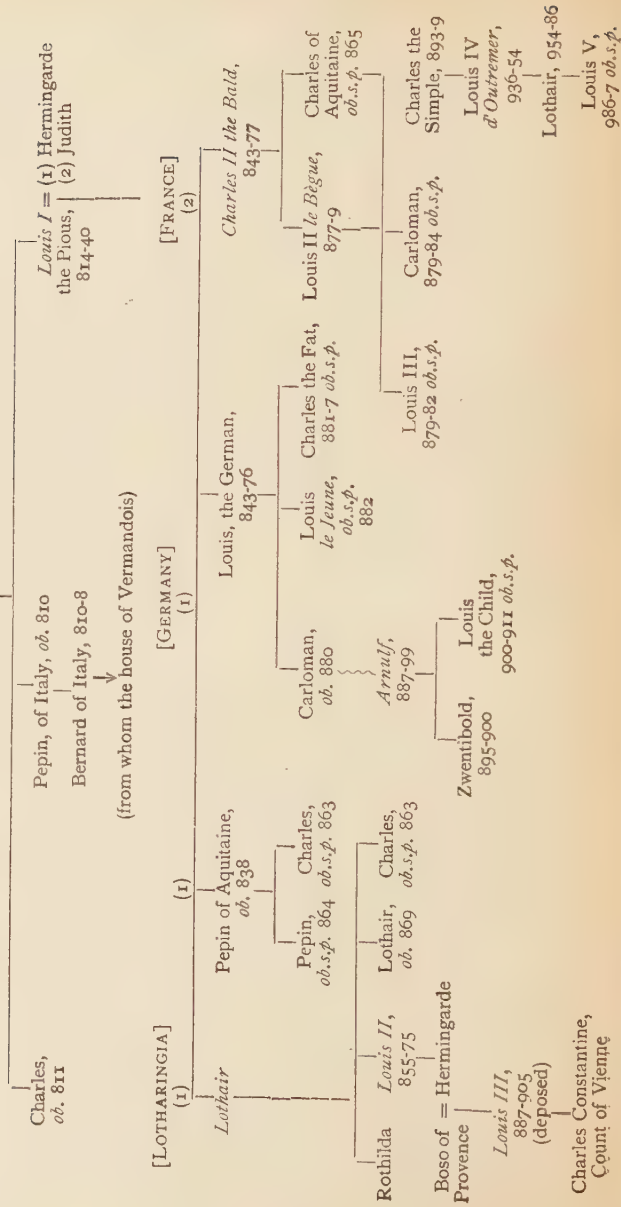 Charles,
ob. 811
Pepin, of Italy, ob. 810
Bernard of Italy, 810-8
(from whom the house of Vermandois)
Louis I = (1) Hermingarde
the Pious, (2) Judith
814-40
[LOTHARINGIA]
(1)
(1)
[GERMANY]
(1)
[FRANCE]
(2)
Lothair
Pepin of Aquitaine,
ob. 838
Louis, the German,
843-76
Charles II the Bald,
843-77
Pepin,
ob.s.p. 864
Charles,
ob.s.p. 863
Carloman,
ob. 880
Louis
le Jeune,
ob.s.p.
882
Charles the Fat,
881-7 ob.s.p.
Louis II le Bègue,
877-9
Charles of
Aquitaine,
ob.s.p. 865
Rothilda
Louis II,
855-75
Lothair,
ob. 869
Charles,
ob.s.p. 863
Arnulf,
887-99
Louis III,
879-82 ob.s.p.
Carloman,
879-84 ob.s.p.
Charles the
Simple, 893-9
Boso of = Hermingarde
Provence
Zwentibold,
895-900
Louis
the Child,
900-911 ob.s.p.
Louis IV
d'Outremer,
936-54
Louis III,
887-905
(deposed)
Lothair, 954-86
Charles Constantine,
Count of Vienne
Louis V,
986-7 ob.s.p.